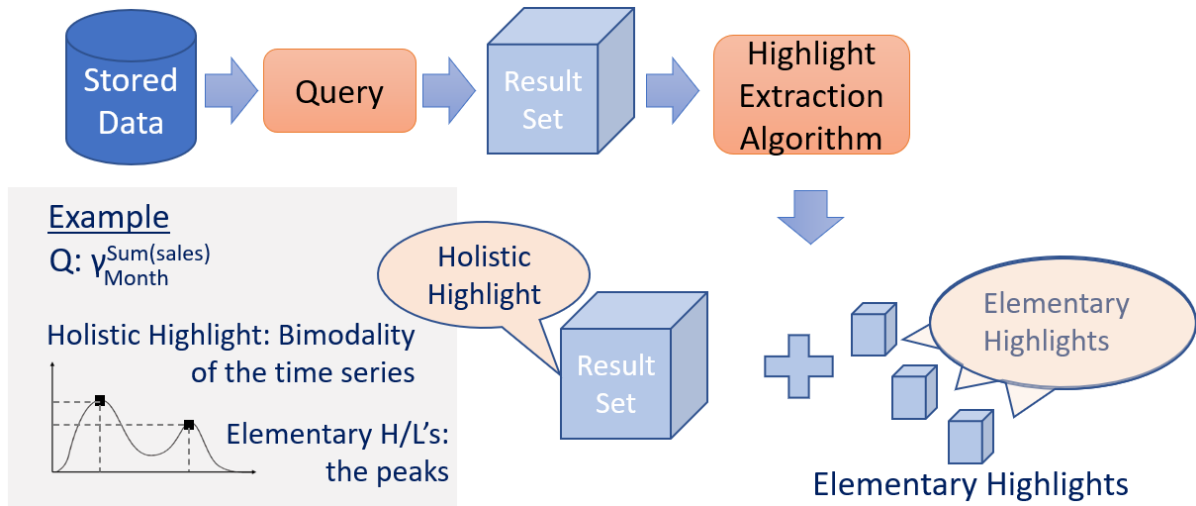 Stored
Data
Query
Result
Set
Highlight
Extraction
Algorithm
Example
Q: γ Sum(sales)
Month
Holistic Highlight: Bimodality
of the time series
Elementary H/L's:
the peaks
Holistic
Highlight
Result
Set
Elementary
Highlights
Elementary Highlights